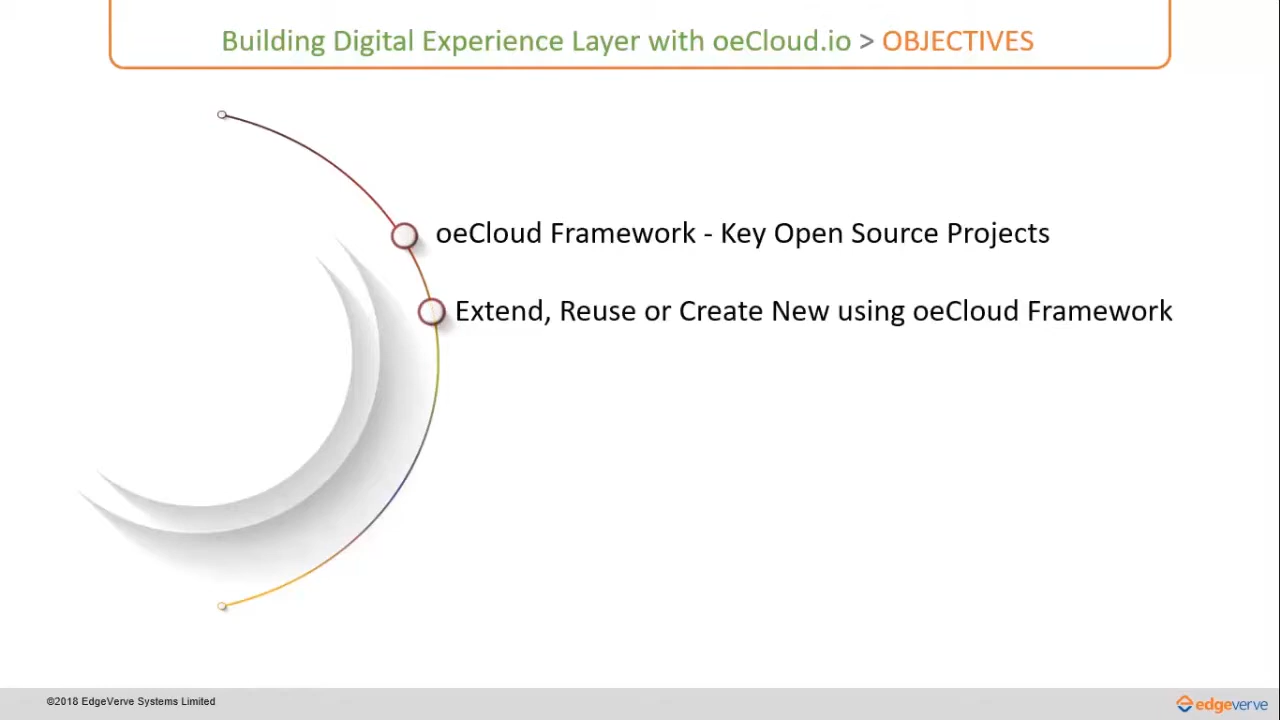 Building Digital Experience Layer with oeCloud.io > OBJECTIVES
oeCloud Framework - Key Open Source Projects
Extend, Reuse or Create New using oeCloud Framework
©2018 EdgeVerve Systems Limited
edgeverve